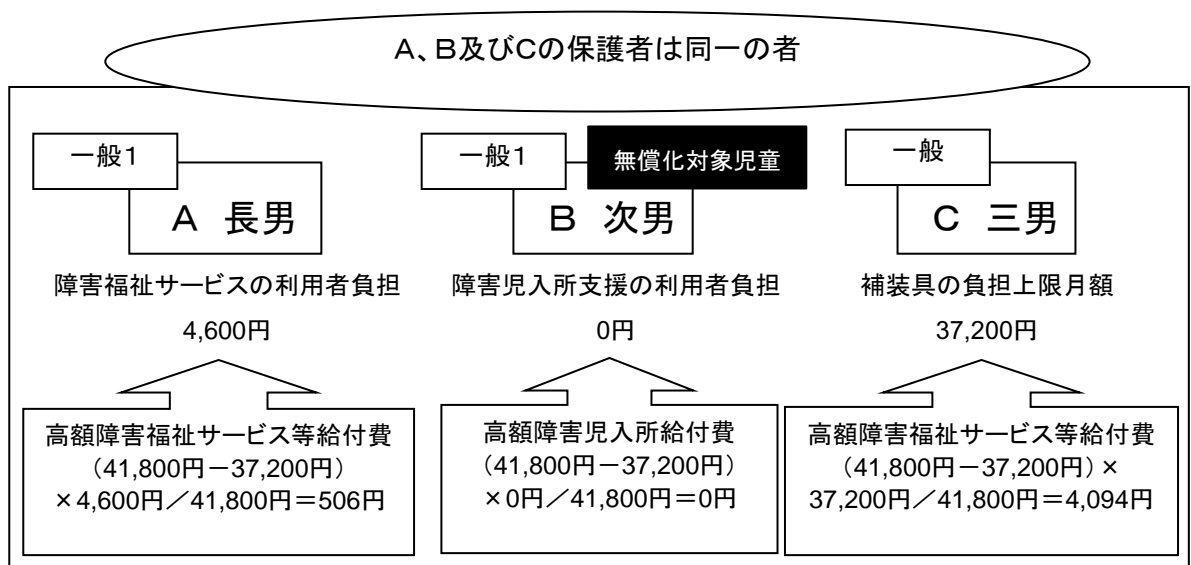 A、B及びCの保護者は同一の者
一般1
A 長男
障害福祉サービスの利用者負担
4,600円
高額障害福祉サービス等給付費
(41,800円-37,200円)
×4,600円/41,800円=506円
一般1
無償化対象児童
B 次男
障害児入所支援の利用者負担
0円
高額障害児入所給付費
(41,800円-37,200円)
×0円/41,800円=0円
一般
C 三男
補装具の負担上限月額
37,200円
高額障害福祉サービス等給付費
(41,800円-37,200円)×
37,200円/41,800円=4,094円